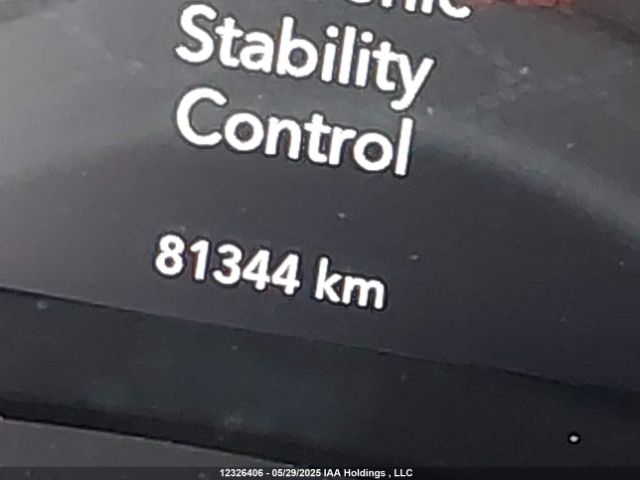 Stability
Control
81344 km
12326406 - 05/29/2025 IAA Holdings , LLC